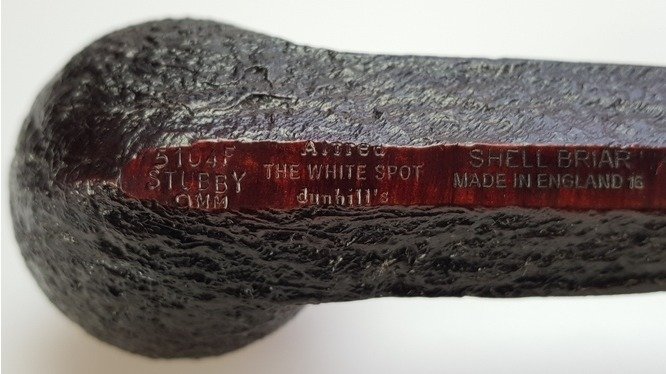 5104F
STUBBY
9MM
Alfred
THE WHITE SPOT
dunhill's
SHELL BRIAR
MADE IN ENGLAND 16